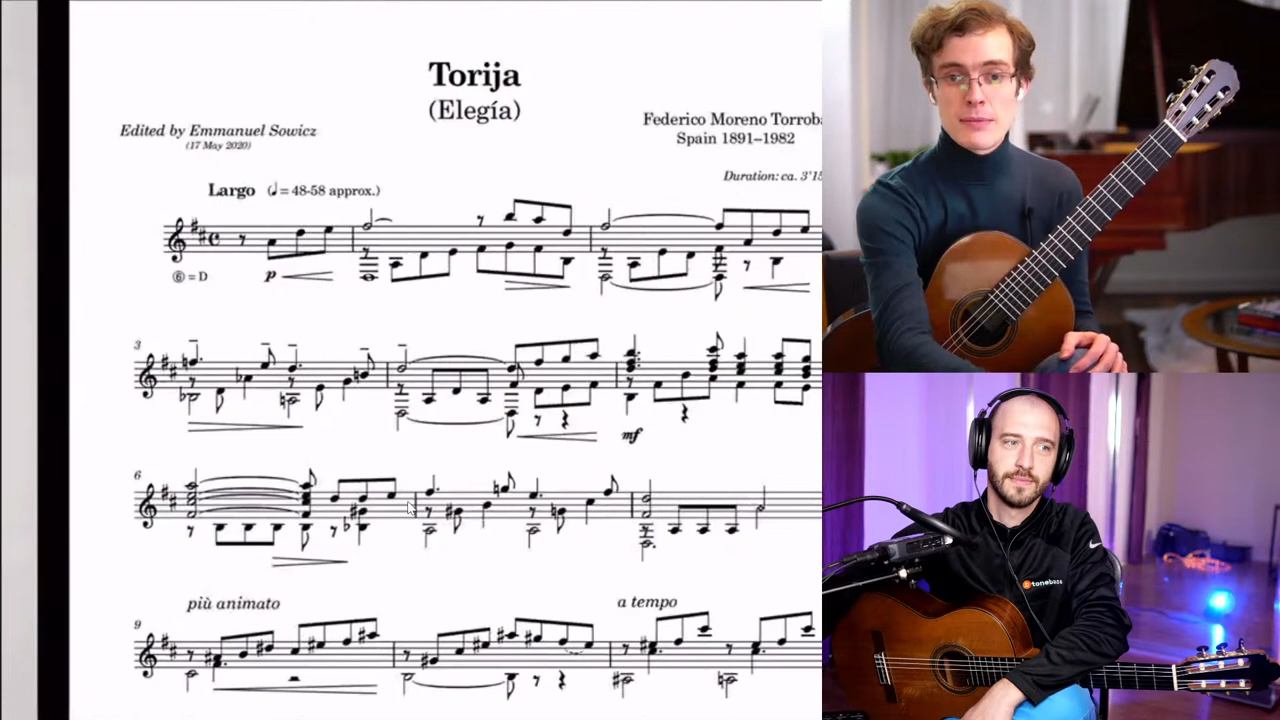 Torija
(Elegía)
Edited by Emmanuel Sowicz
(17 May 2020)
Federico Moreno Torroba
Spain 1891–1982
Duration: ca. 3'15
Largo (♩= 48-58 approx.)
⑥ = D
p
3
mf
6
più animato
a tempo
9
tonebase